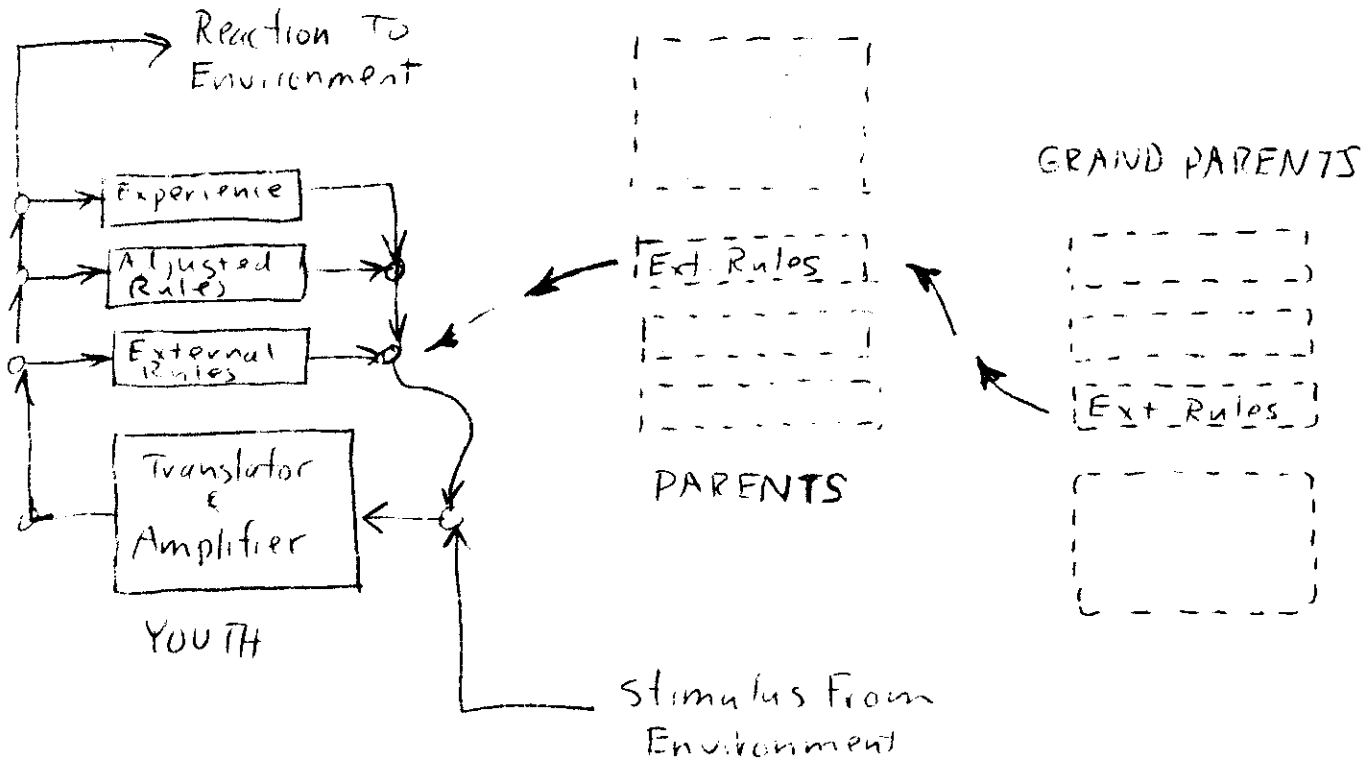 Reaction To
Environment
GRAND PARENTS
Experience
Adjusted
Rules
Ext. Rules
External
Rules
Ext Rules
Translator
&
Amplifier
PARENTS
YOUTH
Stimulus From
Environment